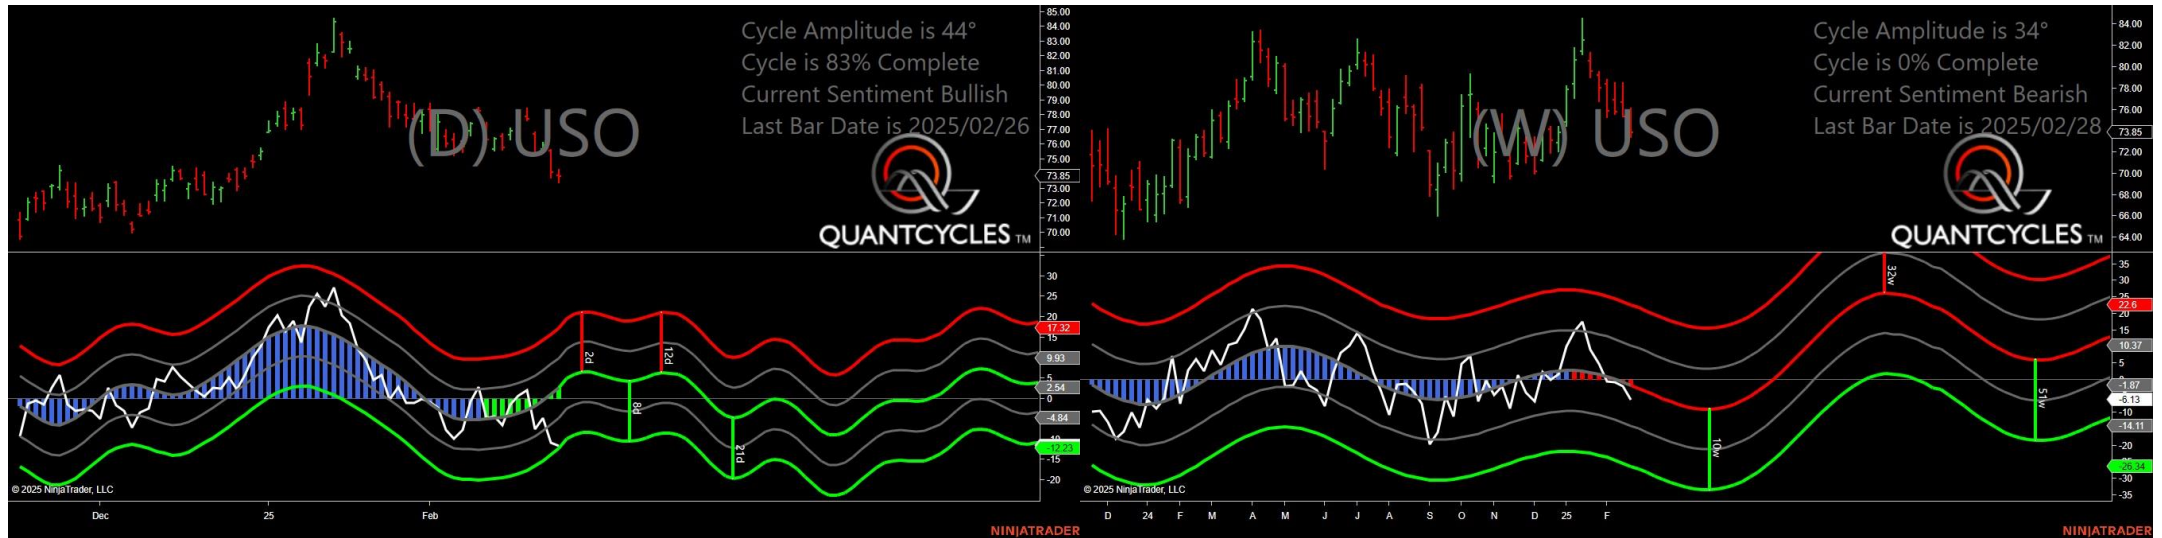 Cycle Amplitude is 44°
Cycle is 83% Complete
Current Sentiment Bullish
Last Bar Date is 2025/02/26
(D) USO
QUANTCYCLES TM
85.00
84.00
83.00
82.00
81.00
80.00
79.00
78.00
77.00
76.00
75.00
73.85
73.00
72.00
71.00
70.00
30
25
20
17.32
15
9.93
5
2.54
0
-4.84
-12.23
-15
-20
2d
8d
12d
21d
© 2025 NinjaTrader, LLC
Dec
25
Feb
NINJATRADER
Cycle Amplitude is 34°
Cycle is 0% Complete
Current Sentiment Bearish
Last Bar Date is 2025/02/28
(W) USO
QUANTCYCLES TM
84.00
82.00
80.00
78.00
76.00
73.85
72.00
70.00
68.00
66.00
64.00
35
30
22.6
20
15
10.37
5
-1.87
-6.13
-10
-14.11
-20
-26.34
-30
-35
32w
10w
51w
© 2025 NinjaTrader, LLC
D
24
F
M
A
M
J
J
A
S
O
N
D
25
F
NINJATRADER